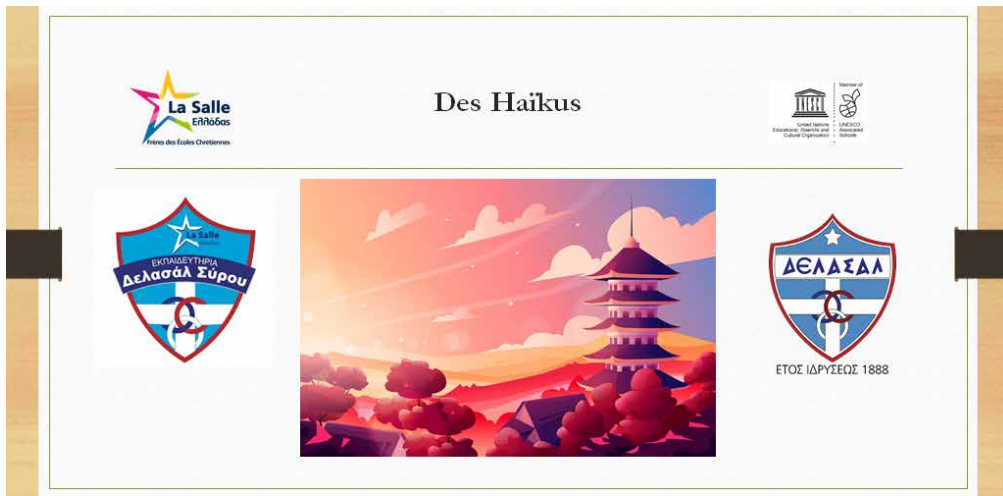 Des Haïkus
La Salle
Ελλάδας
Frères des Écoles Chrétiennes
Member of
United Nations
Educational, Scientific and
Cultural Organization
UNESCO
Associated
Schools
La Salle
ΕΚΠΑΙΔΕΥΤΗΡΙΑ
Δελασάλ Σύρου
ΔΕΛΑΣΑΛ
ΕΤΟΣ ΙΔΡΥΣΕΩΣ 1888